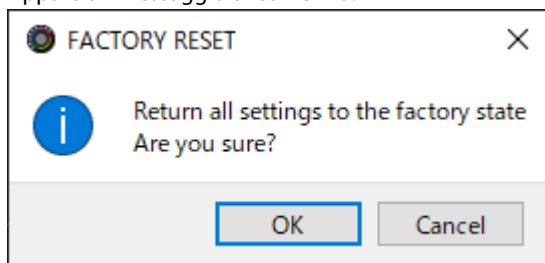 FACTORY RESET
Return all settings to the factory state
Are you sure?
OK
Cancel